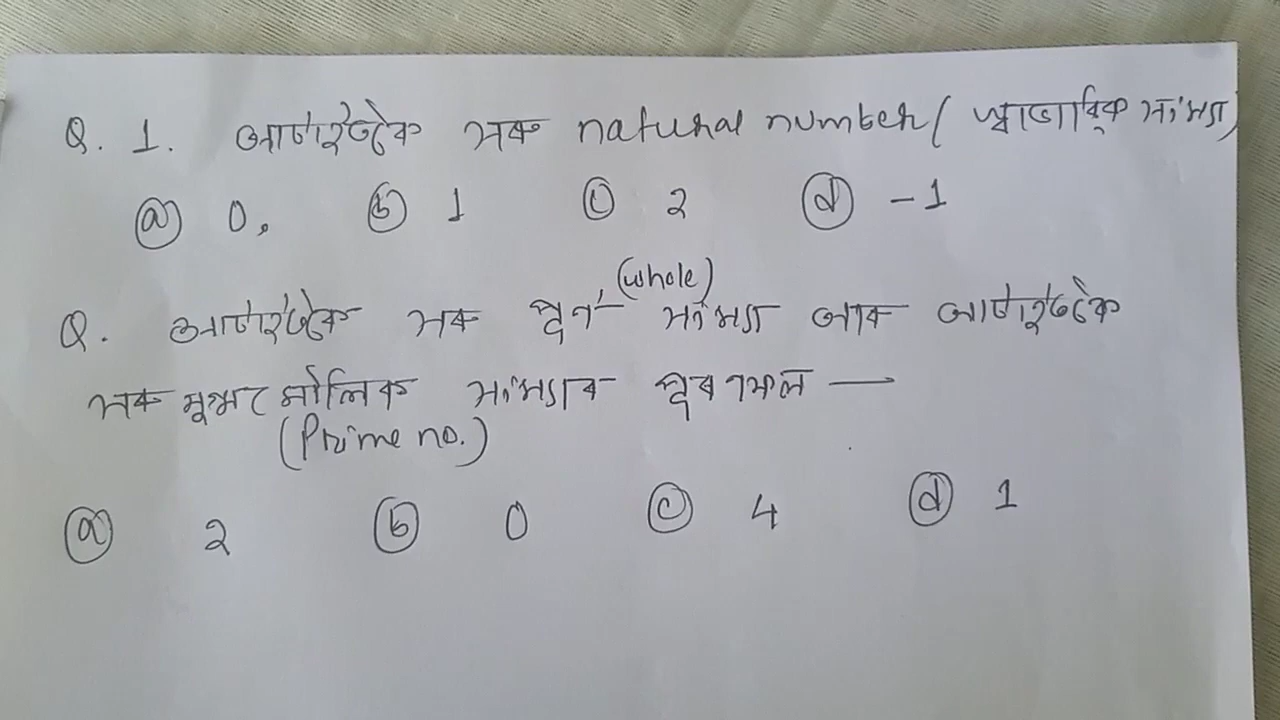 Q. 1. আটাইতকৈ সৰু natural number ( স্বাভাৱিক সংখ্যা)
ⓐ 0, ⓑ 1 ⓒ 2 ⓓ -1
(whole)
Q. আটাইতকৈ সৰু পূৰ্ণ সংখ্যা আৰু আটাইতকৈ
সৰু মৌলিক সংখ্যাৰ পূৰণফল —
(Prime no.)
ⓐ 2 ⓑ 0 ⓒ 4 ⓓ 1